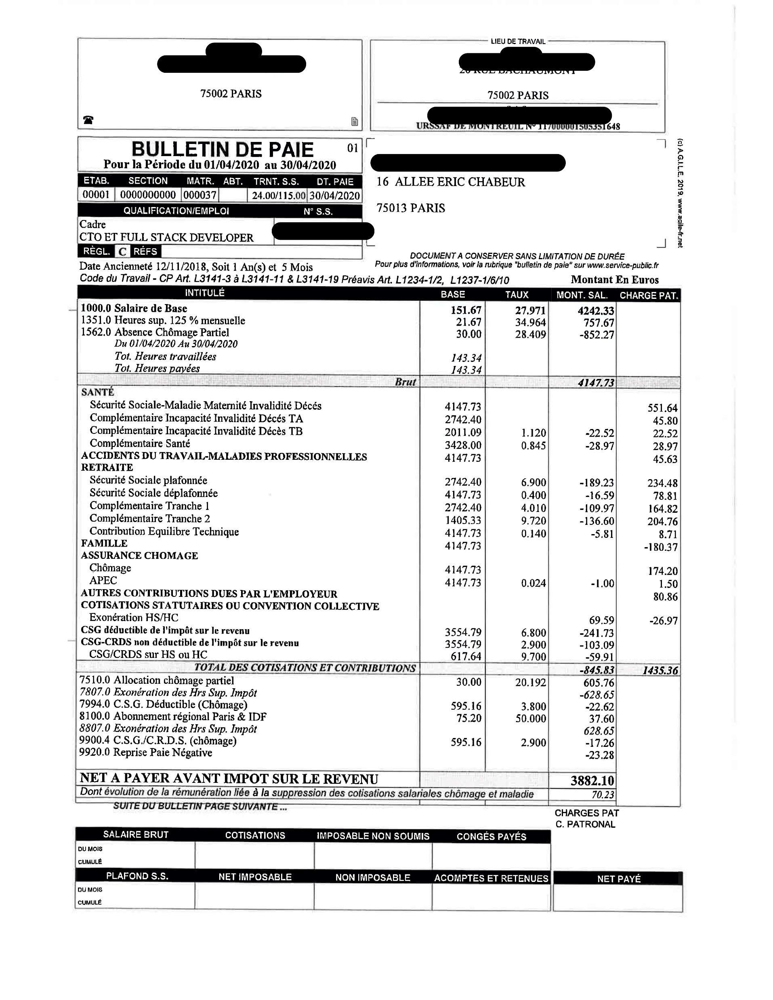 LIEU DE TRAVAIL
75002 PARIS
75002 PARIS
URSSAF DE MONTREUIL N° 117000001505351648
BULLETIN DE PAIE 01
Pour la Période du 01/04/2020 au 30/04/2020
ETAB. SECTION MATR. ABT. TRNT. S.S. DT. PAIE
00001 0000000000 000037 24.00/115.00 30/04/2020
QUALIFICATION/EMPLOI N° S.S.
Cadre
CTO ET FULL STACK DEVELOPER
RÈGL. C RÉFS
16 ALLEE ERIC CHABEUR
75013 PARIS
(c) A.G.I.L.E. 2019, www.agile-fr.net
DOCUMENT A CONSERVER SANS LIMITATION DE DURÉE
Date Ancienneté 12/11/2018, Soit 1 An(s) et 5 Mois
Pour plus d'informations, voir la rubrique "bulletin de paie" sur www.service-public.fr
Code du Travail - CP Art. L3141-3 à L3141-11 & L3141-19 Préavis Art. L1234-1/2, L1237-1/6/10 Montant En Euros
INTITULÉ BASE TAUX MONT. SAL. CHARGE PAT.
1000.0 Salaire de Base 151.67 27.971 4242.33
1351.0 Heures sup. 125 % mensuelle 21.67 34.964 757.67
1562.0 Absence Chômage Partiel 30.00 28.409 -852.27
Du 01/04/2020 Au 30/04/2020
Tot. Heures travaillées 143.34
Tot. Heures payées 143.34
Brut 4147.73
SANTÉ
Sécurité Sociale-Maladie Maternité Invalidité Décés 4147.73 551.64
Complémentaire Incapacité Invalidité Décés TA 2742.40 45.80
Complémentaire Incapacité Invalidité Décès TB 2011.09 1.120 -22.52 22.52
Complémentaire Santé 3428.00 0.845 -28.97 28.97
ACCIDENTS DU TRAVAIL-MALADIES PROFESSIONNELLES 4147.73 45.63
RETRAITE
Sécurité Sociale plafonnée 2742.40 6.900 -189.23 234.48
Sécurité Sociale déplafonnée 4147.73 0.400 -16.59 78.81
Complémentaire Tranche 1 2742.40 4.010 -109.97 164.82
Complémentaire Tranche 2 1405.33 9.720 -136.60 204.76
Contribution Equilibre Technique 4147.73 0.140 -5.81 8.71
FAMILLE 4147.73 -180.37
ASSURANCE CHOMAGE
Chômage 4147.73 174.20
APEC 4147.73 0.024 -1.00 1.50
AUTRES CONTRIBUTIONS DUES PAR L'EMPLOYEUR 80.86
COTISATIONS STATUTAIRES OU CONVENTION COLLECTIVE
Exonération HS/HC 69.59 -26.97
CSG déductible de l'impôt sur le revenu 3554.79 6.800 -241.73
CSG-CRDS non déductible de l'impôt sur le revenu 3554.79 2.900 -103.09
CSG/CRDS sur HS ou HC 617.64 9.700 -59.91
TOTAL DES COTISATIONS ET CONTRIBUTIONS -845.83 1435.36
7510.0 Allocation chômage partiel 30.00 20.192 605.76
7807.0 Exonération des Hrs Sup. Impôt -628.65
7994.0 C.S.G. Déductible (Chômage) 595.16 3.800 -22.62
8100.0 Abonnement régional Paris & IDF 75.20 50.000 37.60
8807.0 Exonération des Hrs Sup. Impôt 628.65
9900.4 C.S.G./C.R.D.S. (chômage) 595.16 2.900 -17.26
9920.0 Reprise Paie Négative -23.28
NET A PAYER AVANT IMPOT SUR LE REVENU 3882.10
Dont évolution de la rémunération liée à la suppression des cotisations salariales chômage et maladie 70.23
SUITE DU BULLETIN PAGE SUIVANTE ...
CHARGES PAT
C. PATRONAL
SALAIRE BRUT COTISATIONS IMPOSABLE NON SOUMIS CONGÉS PAYÉS
DU MOIS
CUMULÉ
PLAFOND S.S. NET IMPOSABLE NON IMPOSABLE ACOMPTES ET RETENUES NET PAYÉ
DU MOIS
CUMULÉ